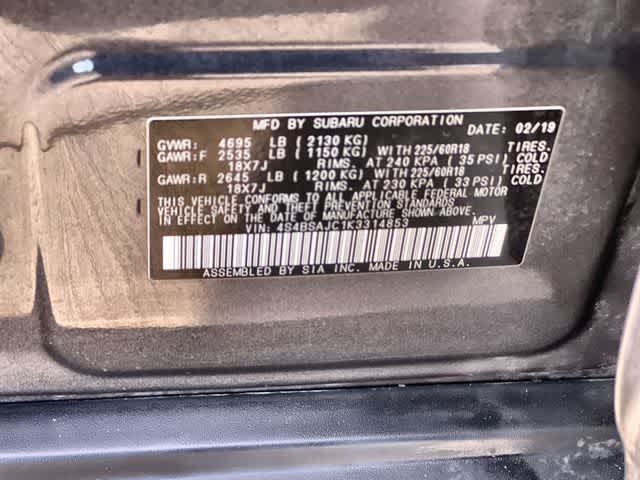 MFD BY SUBARU CORPORATION
DATE: 02/19
GVWR: 4695 LB ( 2130 KG)
GAWR:F 2535 LB ( 1150 KG) WITH 225/60R18 TIRES.
18X7J RIMS. AT 240 KPA ( 35 PSI) COLD
GAWR:R 2645 LB ( 1200 KG) WITH 225/60R18 TIRES.
18X7J RIMS. AT 230 KPA ( 33 PSI) COLD
THIS VEHICLE CONFORMS TO ALL APPLICABLE FEDERAL MOTOR
VEHICLE SAFETY, BUMPER, AND THEFT PREVENTION STANDARDS
IN EFFECT ON THE DATE OF MANUFACTURE SHOWN ABOVE.
VIN: 4S4BSAJC1K3314853 MPV
ASSEMBLED BY SIA INC. IN U.S.A.